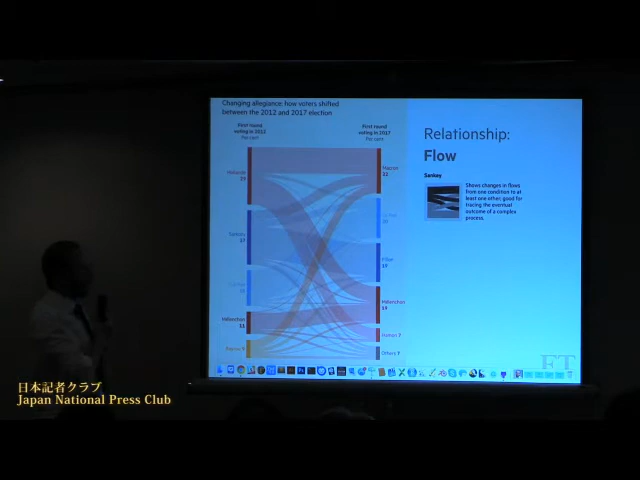 Changing allegiance: how voters shifted
between the 2012 and 2017 election
First round
voting in 2012
Per cent
First round
voting in 2017
Per cent
Hollande
Sarkozy
17
Mélenchon
11
Macron
Fillon
Mélenchon
19
Hamon 7
Others 7
Relationship:
Flow
Sankey
Shows changes in flows
from one condition to at
least one other; good for
tracing the eventual
outcome of a complex
process.
FT
日本記者クラブ
Japan National Press Club